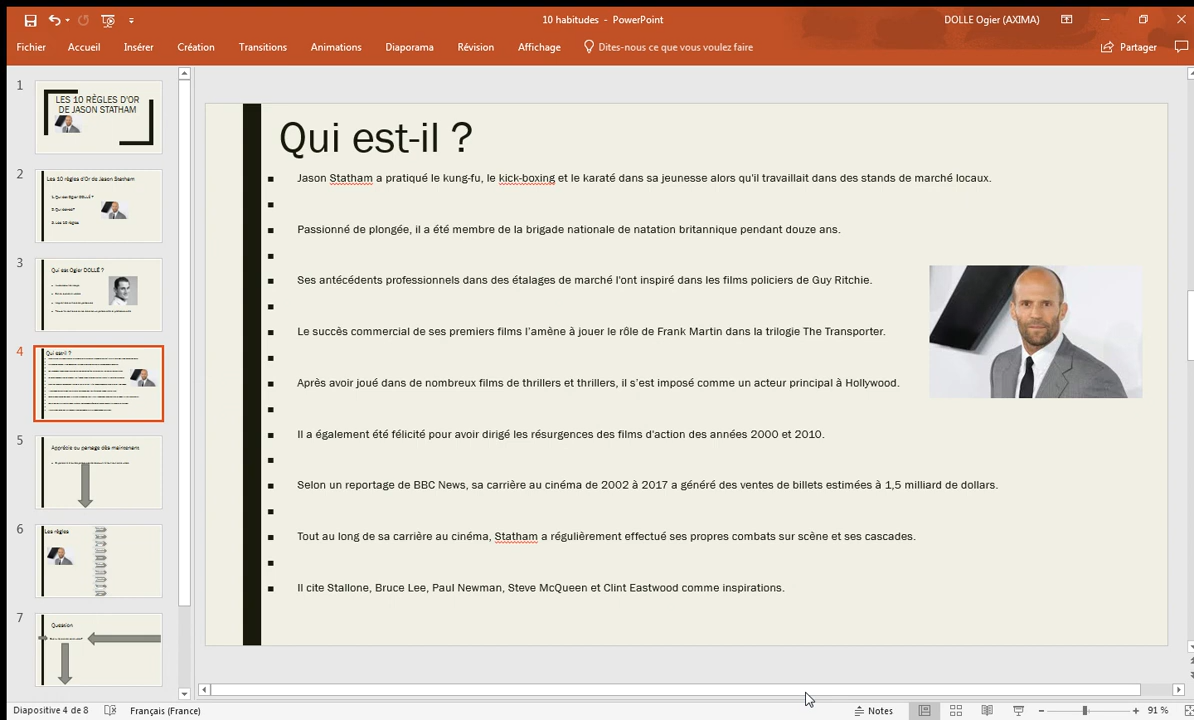 10 habitudes - PowerPoint
DOLLE Ogier (AXIMA)
Fichier Accueil Insérer Création Transitions Animations Diaporama Révision Affichage Dites-nous ce que vous voulez faire Partager
1
LES 10 RÈGLES D'OR
DE JASON STATHAM
2
Les 10 règles d'Or de Jason Stanham
3
Qui est Ogier DOLLÉ ?
4
Qui est-il ?
5
Apprécie ou partage dès maintenant
6
Les règles
7
Question
Qui est-il ?
Jason Statham a pratiqué le kung-fu, le kick-boxing et le karaté dans sa jeunesse alors qu'il travaillait dans des stands de marché locaux.
Passionné de plongée, il a été membre de la brigade nationale de natation britannique pendant douze ans.
Ses antécédents professionnels dans des étalages de marché l'ont inspiré dans les films policiers de Guy Ritchie.
Le succès commercial de ses premiers films l'amène à jouer le rôle de Frank Martin dans la trilogie The Transporter.
Après avoir joué dans de nombreux films de thrillers et thrillers, il s'est imposé comme un acteur principal à Hollywood.
Il a également été félicité pour avoir dirigé les résurgences des films d'action des années 2000 et 2010.
Selon un reportage de BBC News, sa carrière au cinéma de 2002 à 2017 a généré des ventes de billets estimées à 1,5 milliard de dollars.
Tout au long de sa carrière au cinéma, Statham a régulièrement effectué ses propres combats sur scène et ses cascades.
Il cite Stallone, Bruce Lee, Paul Newman, Steve McQueen et Clint Eastwood comme inspirations.
Diapositive 4 de 8 Français (France) Notes 91 %